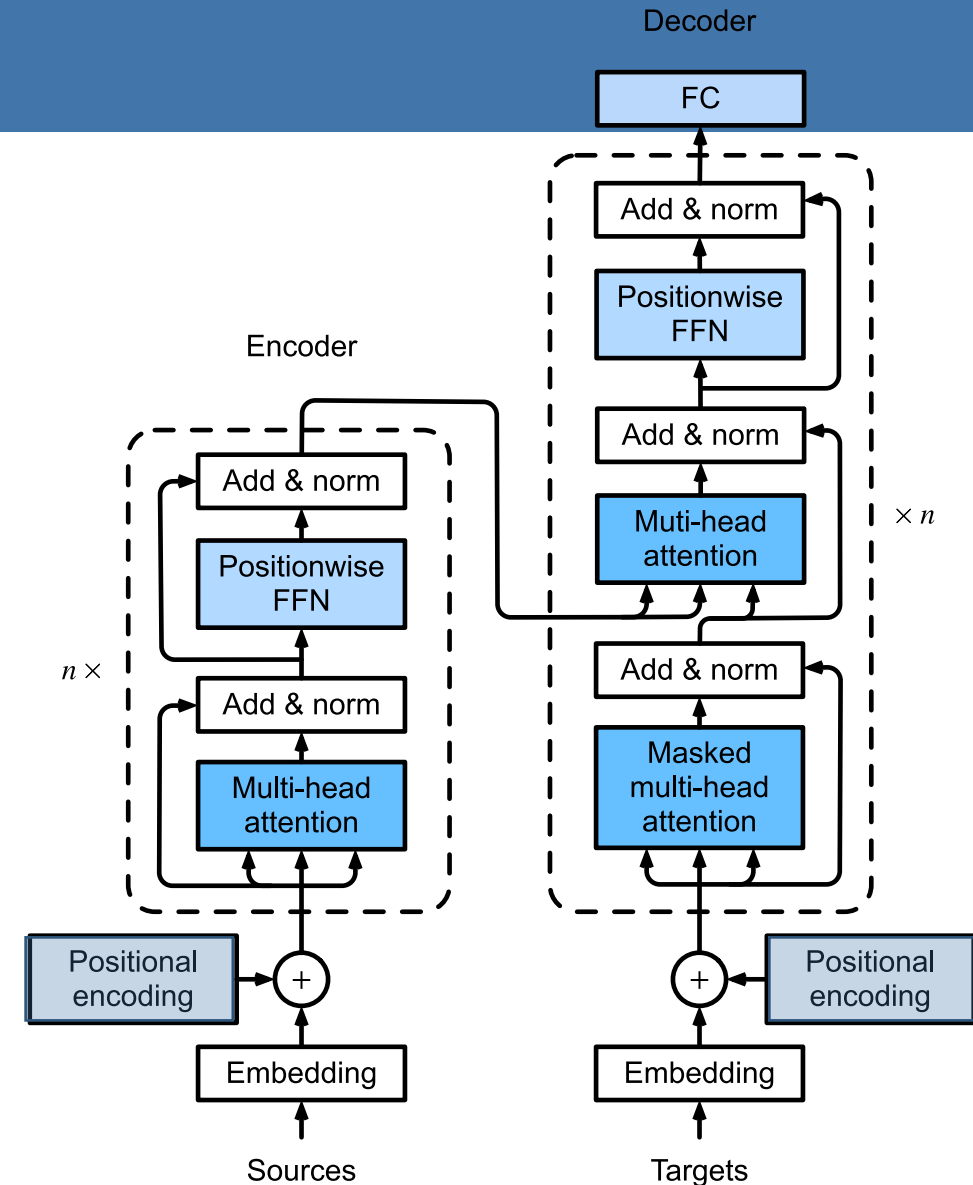 Decoder
FC
Add & norm
Positionwise
FFN
Encoder
Add & norm
Add & norm
Muti-head
attention
× n
Positionwise
FFN
Add & norm
n ×
Add & norm
Multi-head
attention
Masked
multi-head
attention
Positional
encoding
+
+
Positional
encoding
Embedding
Embedding
Sources
Targets